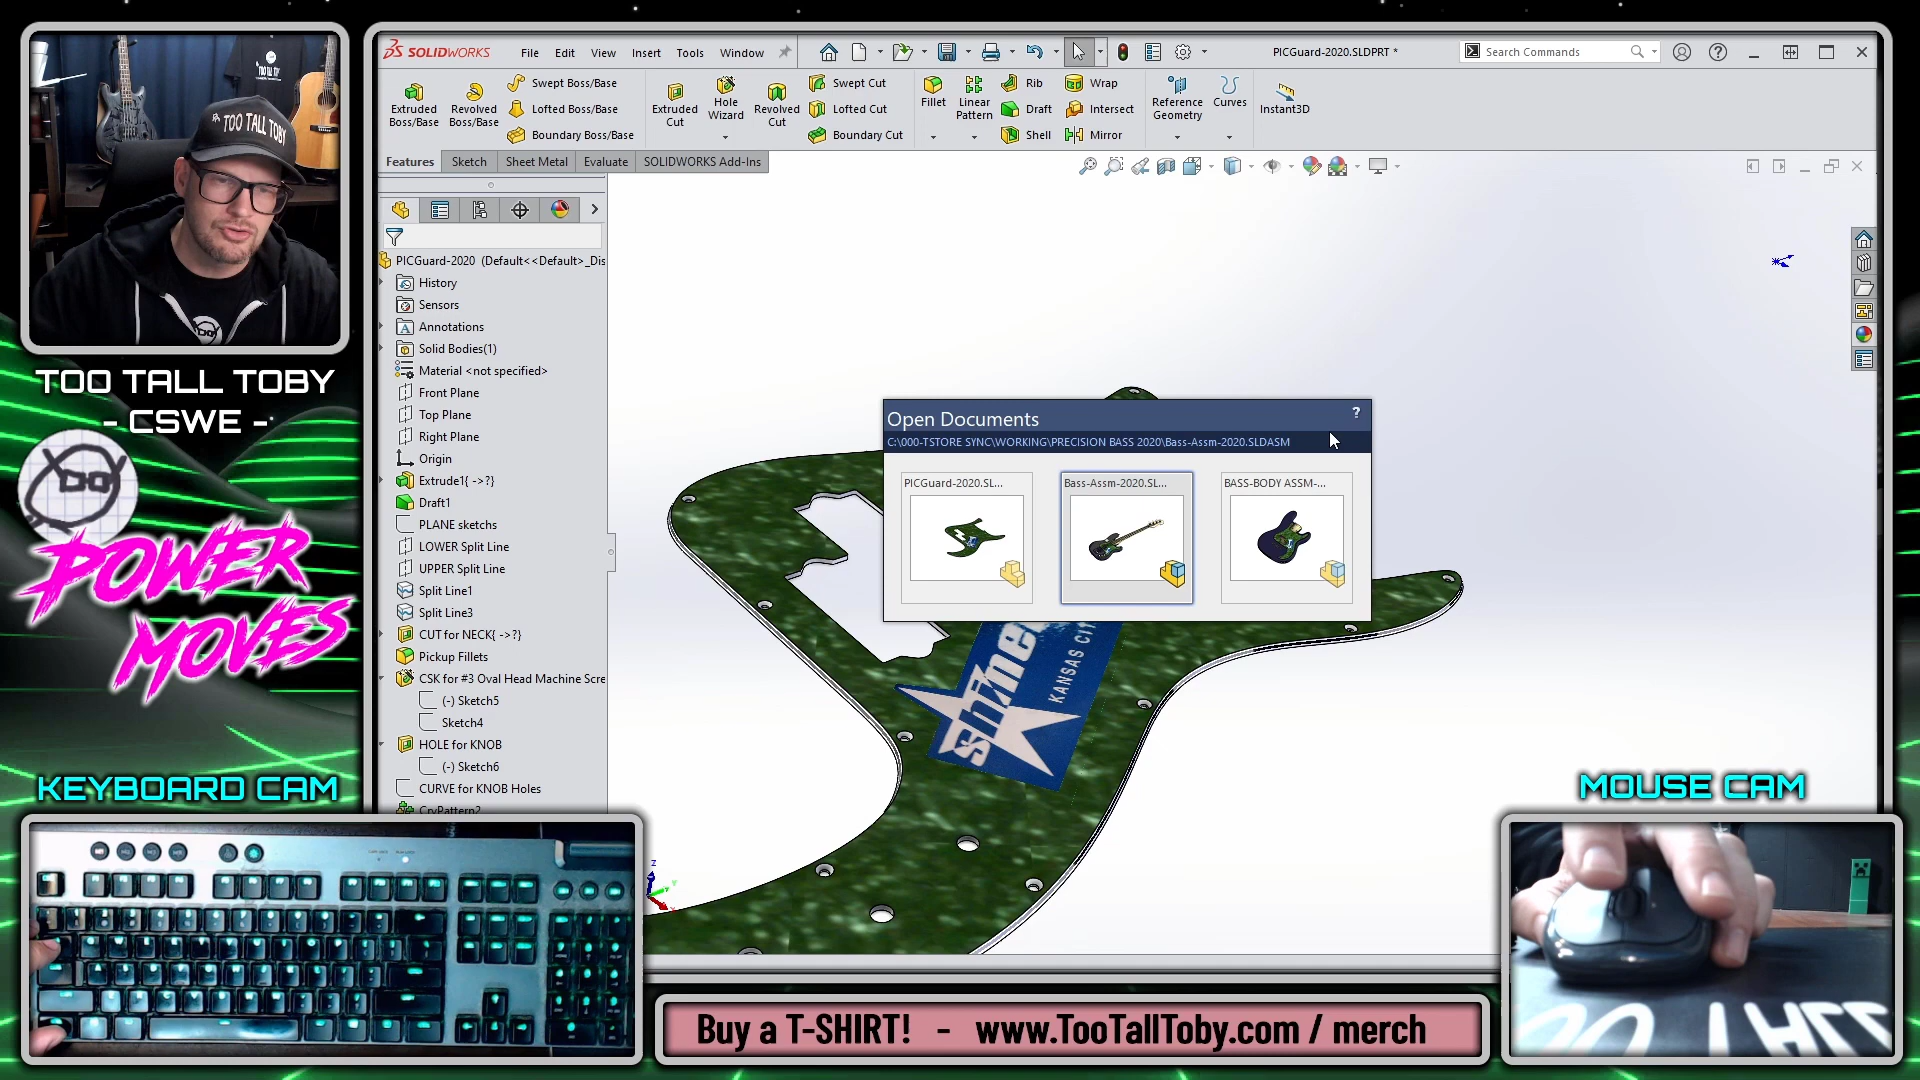 TOO TALL TOBY
TOO TALL TOBY
- CSWE -
POWER
MOVES
KEYBOARD CAM
SOLIDWORKS
File
Edit
View
Insert
Tools
Window
PICGuard-2020.SLDPRT *
Search Commands
Extruded
Boss/Base
Revolved
Boss/Base
Swept Boss/Base
Lofted Boss/Base
Boundary Boss/Base
Extruded
Cut
Hole
Wizard
Revolved
Cut
Swept Cut
Lofted Cut
Boundary Cut
Fillet
Linear
Pattern
Rib
Draft
Shell
Wrap
Intersect
Mirror
Reference
Geometry
Curves
Instant3D
Features
Sketch
Sheet Metal
Evaluate
SOLIDWORKS Add-Ins
PICGuard-2020 (Default<<Default>_Dis
History
Sensors
Annotations
Solid Bodies(1)
Material <not specified>
Front Plane
Top Plane
Right Plane
Origin
Extrude1{ ->?}
Draft1
PLANE sketchs
LOWER Split Line
UPPER Split Line
Split Line1
Split Line3
CUT for NECK{ ->?}
Pickup Fillets
CSK for #3 Oval Head Machine Scre
(-) Sketch5
Sketch4
HOLE for KNOB
(-) Sketch6
CURVE for KNOB Holes
CrvPattern2
Open Documents
?
C:\000-TSTORE SYNC\WORKING\PRECISION BASS 2020\Bass-Assm-2020.SLDASM
PICGuard-2020.SL...
Bass-Assm-2020.SL...
BASS-BODY ASSM-...
shiner
KANSAS CIT
Z
Y
X
MOUSE CAM
Buy a T-SHIRT! - www.TooTallToby.com / merch